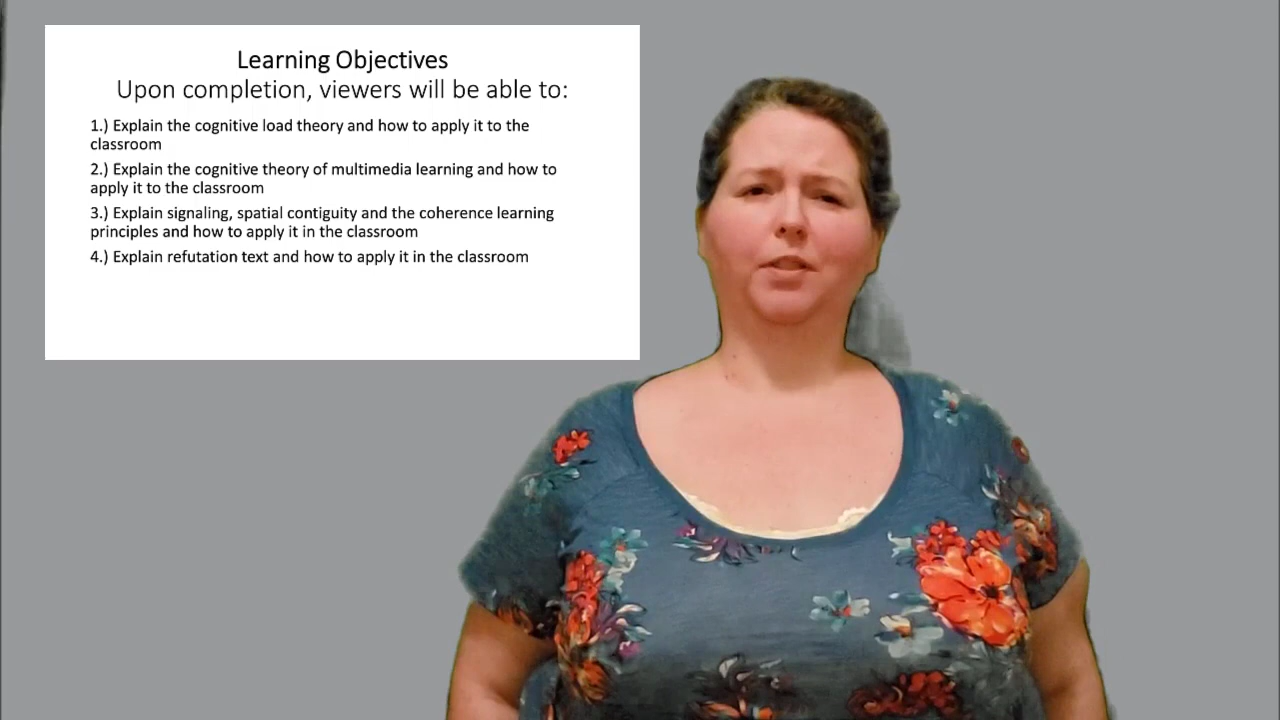 Learning Objectives
Upon completion, viewers will be able to:
1.) Explain the cognitive load theory and how to apply it to the
classroom
2.) Explain the cognitive theory of multimedia learning and how to
apply it to the classroom
3.) Explain signaling, spatial contiguity and the coherence learning
principles and how to apply it in the classroom
4.) Explain refutation text and how to apply it in the classroom